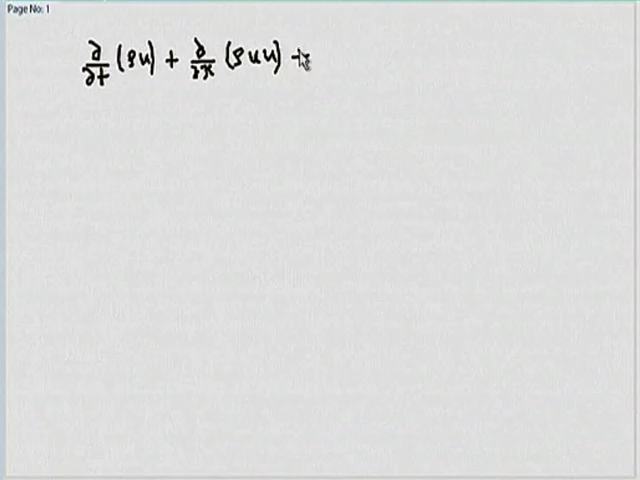 Page No: 1
∂/∂t (ρu) + ∂/∂x (ρuu) +